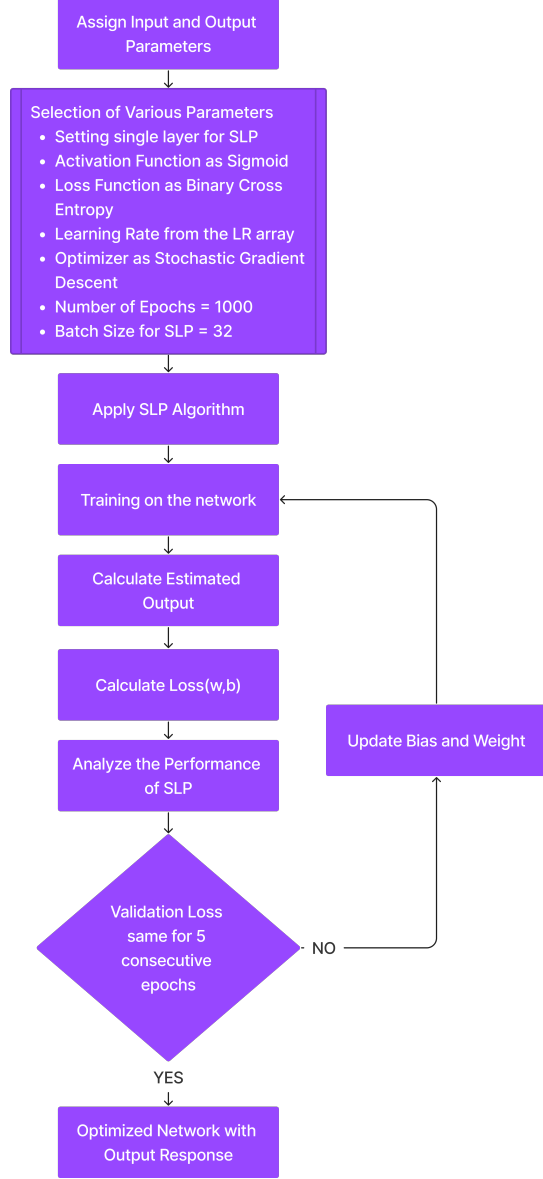 Assign Input and Output
Parameters
Selection of Various Parameters
• Setting single layer for SLP
• Activation Function as Sigmoid
• Loss Function as Binary Cross
Entropy
• Learning Rate from the LR array
• Optimizer as Stochastic Gradient
Descent
• Number of Epochs = 1000
• Batch Size for SLP = 32
Apply SLP Algorithm
Training on the network
Calculate Estimated
Output
Calculate Loss(w,b)
Update Bias and Weight
Analyze the Performance
of SLP
Validation Loss
same for 5
consecutive
epochs
NO
YES
Optimized Network with
Output Response